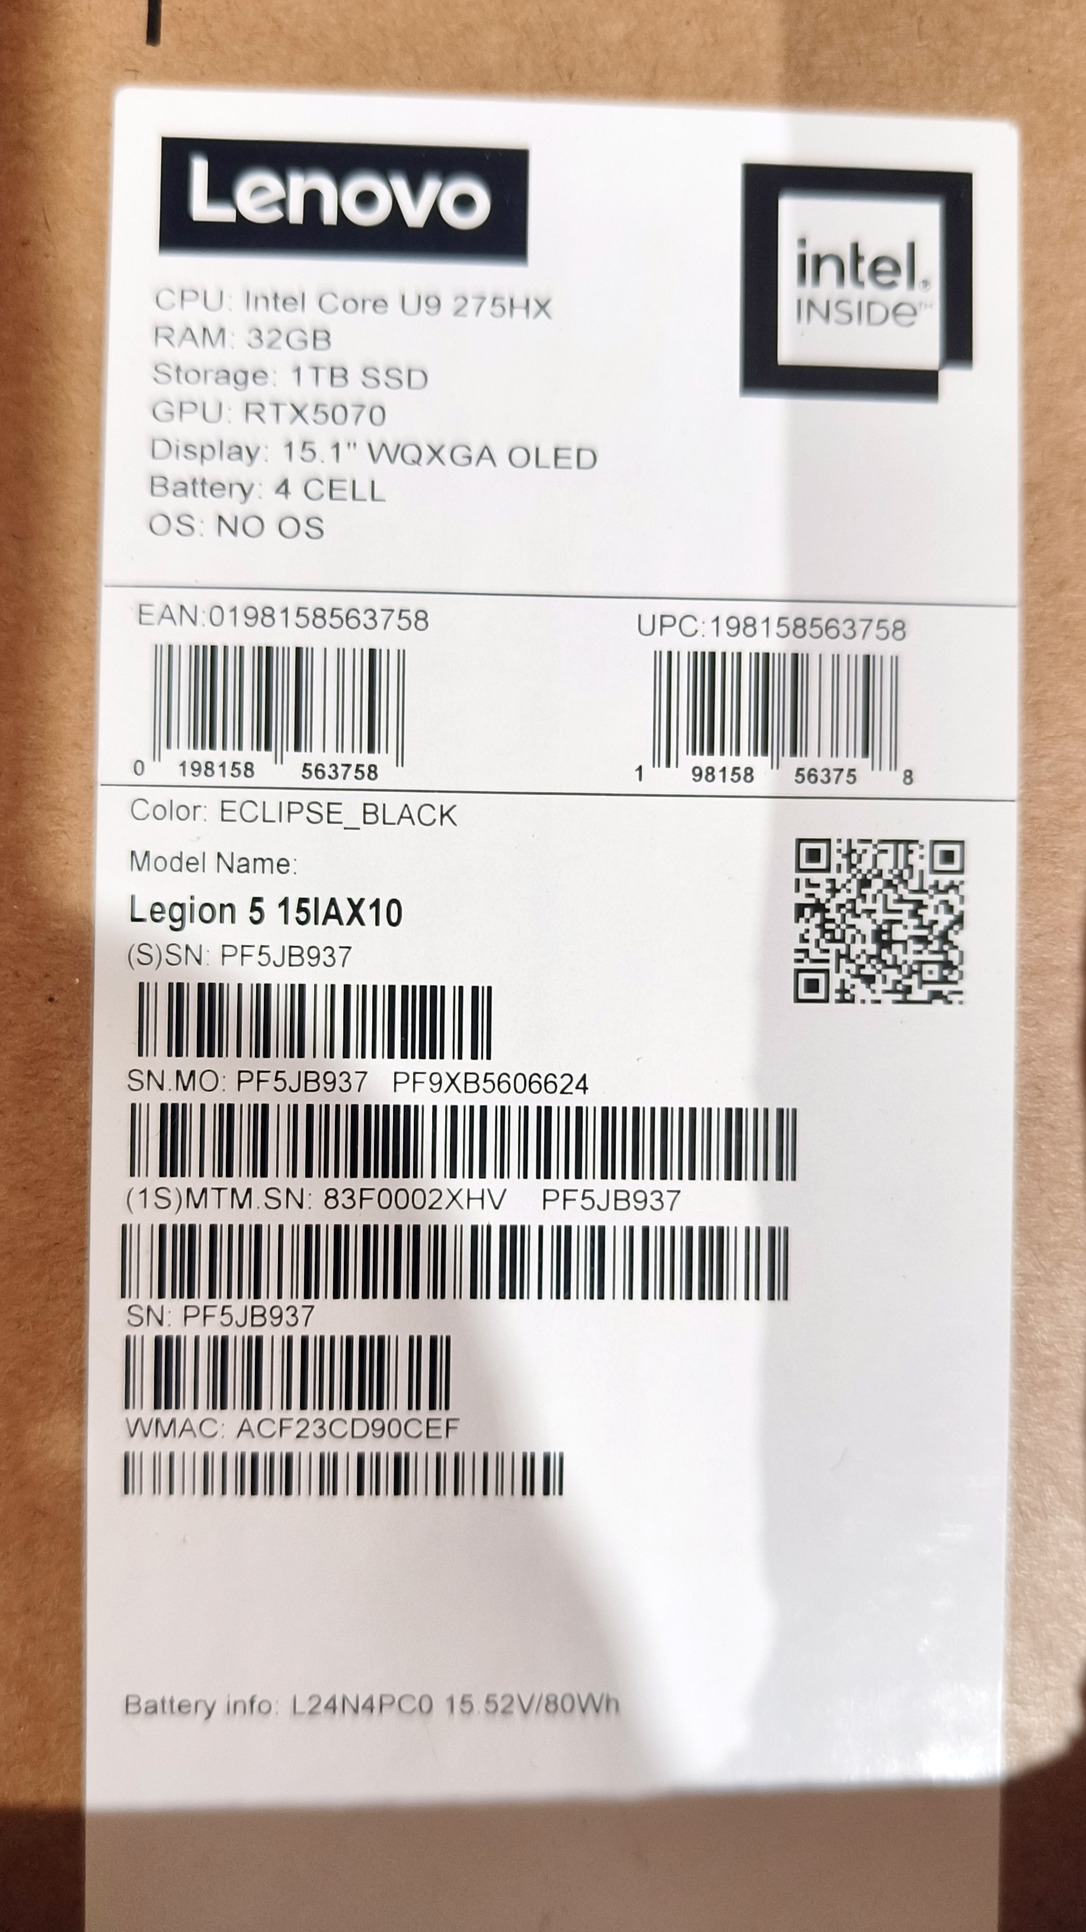 Lenovo
intel.
INSIDe™
CPU: Intel Core U9 275HX
RAM: 32GB
Storage: 1TB SSD
GPU: RTX5070
Display: 15.1" WQXGA OLED
Battery: 4 CELL
OS: NO OS
EAN:0198158563758
0 198158 563758
UPC:198158563758
1 98158 56375 8
Color: ECLIPSE_BLACK
Model Name:
Legion 5 15IAX10
(S)SN: PF5JB937
SN.MO: PF5JB937 PF9XB5606624
(1S)MTM.SN: 83F0002XHV PF5JB937
SN: PF5JB937
WMAC: ACF23CD90CEF
Battery info: L24N4PC0 15.52V/80Wh